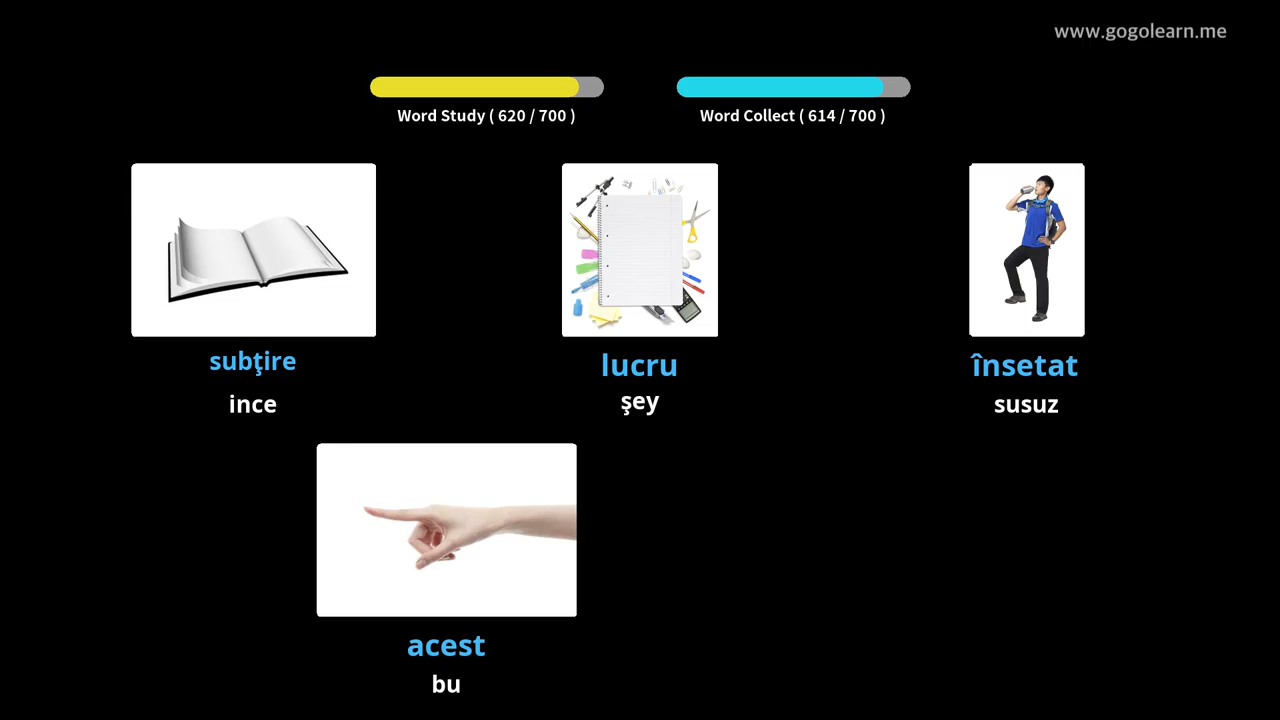 www.gogolearn.me
Word Study ( 620 / 700 )
Word Collect ( 614 / 700 )
subţire
lucru
însetat
ince
şey
susuz
acest
bu